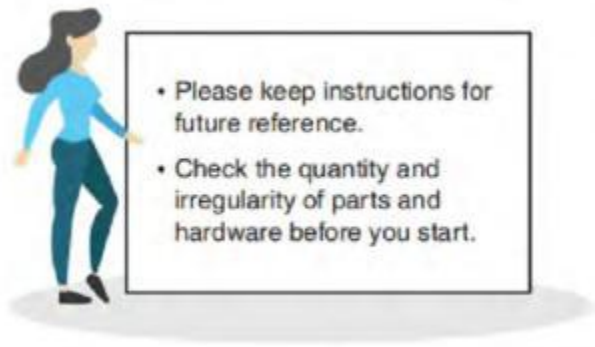 • Please keep instructions for
future reference.
• Check the quantity and
irregularity of parts and
hardware before you start.